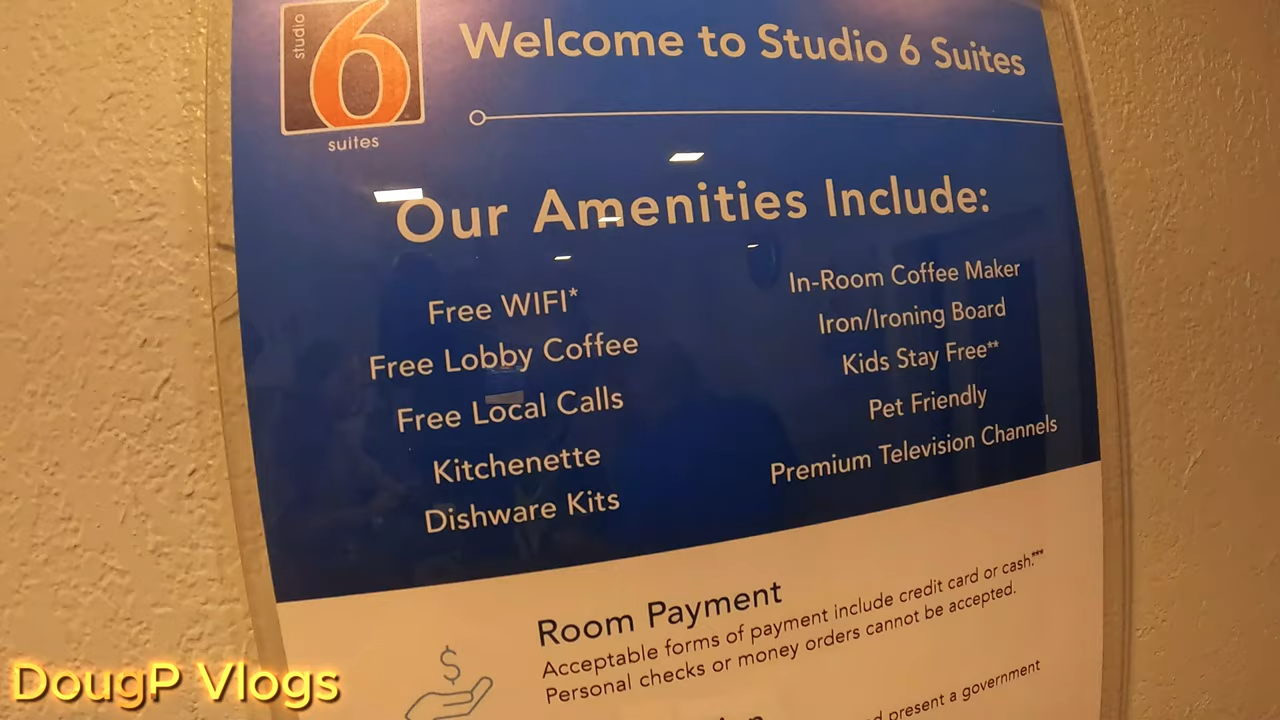 studio
6
suites
Welcome to Studio 6 Suites
Our Amenities Include:
Free WIFI*
Free Lobby Coffee
Free Local Calls
Kitchenette
Dishware Kits
In-Room Coffee Maker
Iron/Ironing Board
Kids Stay Free**
Pet Friendly
Premium Television Channels
Room Payment
Acceptable forms of payment include credit card or cash.***
Personal checks or money orders cannot be accepted.
$
present a government
DougP Vlogs